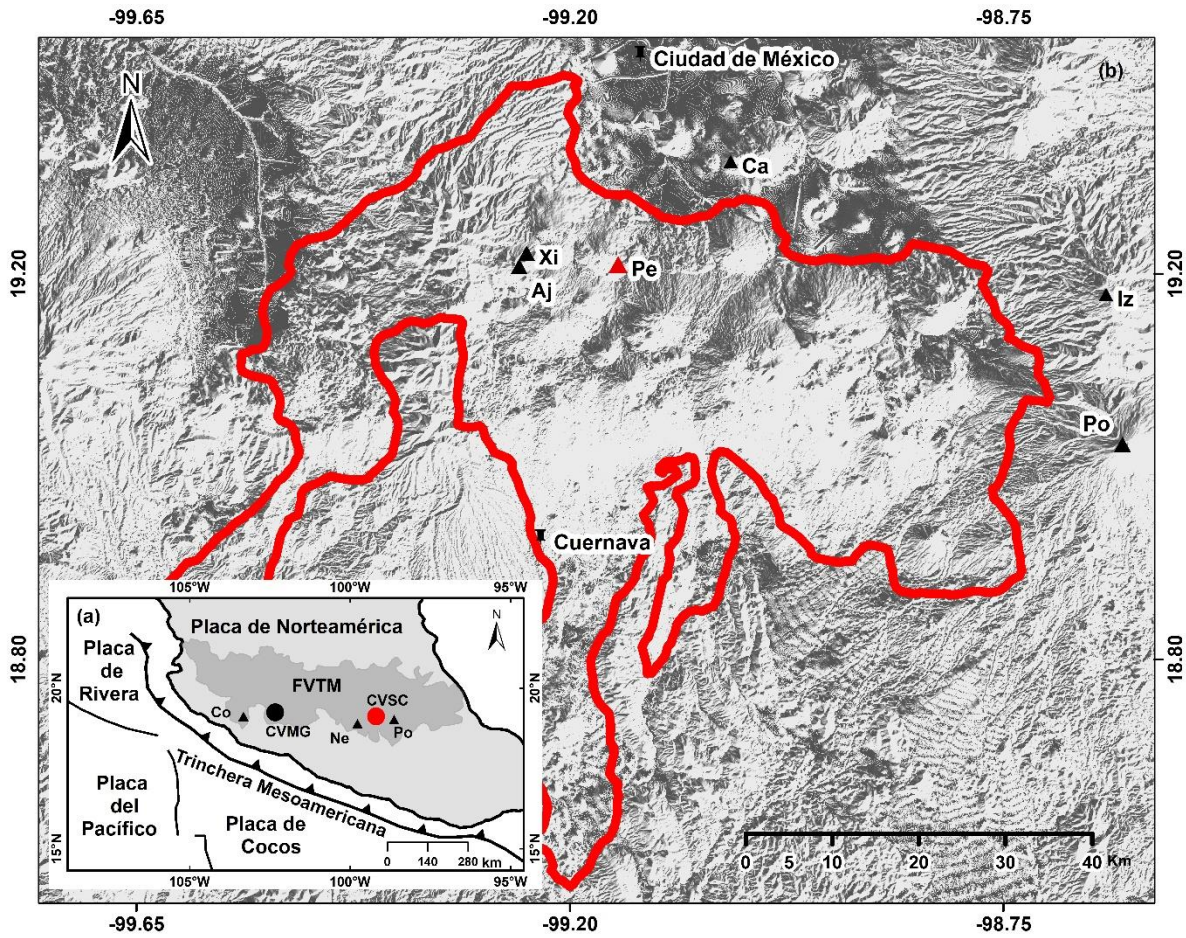 -99.65
-99.20
-98.75
N
Ciudad de México
(b)
Ca
Xi
Aj
Pe
19.20
19.20
Iz
Po
Cuernava
18.80
18.80
105°W
100°W
95°W
(a)
Placa de Norteamérica
N
Placa
de
Rivera
20°N
20°N
FVTM
Co
CVMG
CVSC
Ne
Po
Trinchera Mesoamericana
Placa
del
Pacífico
Placa de
Cocos
15°N
15°N
0 140 280 km
105°W
100°W
95°W
0 5 10 20 30 40 Km
-99.65
-99.20
-98.75